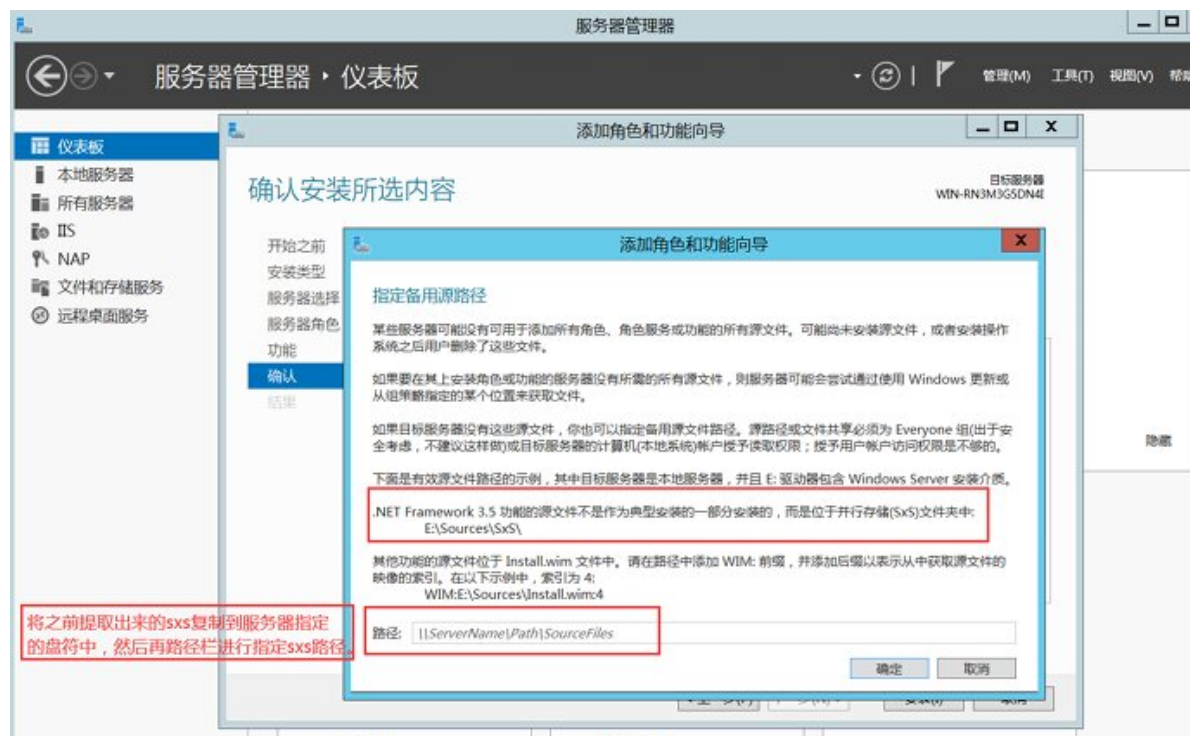 服务器管理器
服务器管理器 · 仪表板
管理(M) 工具(T) 视图(V)
仪表板
本地服务器
所有服务器
IIS
NAP
文件和存储服务
远程桌面服务
添加角色和功能向导
确认安装所选内容
目标服务器
WIN-RN3M3G5DN4E
开始之前
安装类型
服务器选择
服务器角色
功能
确认
结果
添加角色和功能向导
指定备用源路径
某些服务器可能没有可用于添加所有角色、角色服务或功能的所有源文件。可能尚未安装源文件，或者安装操作
系统之后用户删除了这些文件。
如果要在其上安装角色或功能的服务器没有所需的所有源文件，则服务器可能会尝试通过使用 Windows 更新或
从组策略指定的某个位置来获取文件。
如果目标服务器没有这些源文件，你也可以指定备用源文件路径。源路径或文件共享必须为 Everyone 组(出于安
全考虑，不建议这样做)或目标服务器的计算机(本地系统)帐户授予读取权限；授予用户帐户访问权限是不够的。
下面是有效源文件路径的示例，其中目标服务器是本地服务器，并且 E: 驱动器包含 Windows Server 安装介质。
.NET Framework 3.5 功能的源文件不是作为典型安装的一部分安装的，而是位于并行存储(SxS)文件夹中:
E:\Sources\SxS\
其他功能的源文件位于 Install.wim 文件中。请在路径中添加 WIM: 前缀，并添加后缀以表示从中获取源文件的
映像的索引。在以下示例中，索引为 4:
WIM:E:\Sources\Install.wim:4
路径: \\ServerName\Path\SourceFiles
确定 取消
隐藏
将之前提取出来的sxs复制到服务器指定
的盘符中，然后再路径栏进行指定sxs路径。